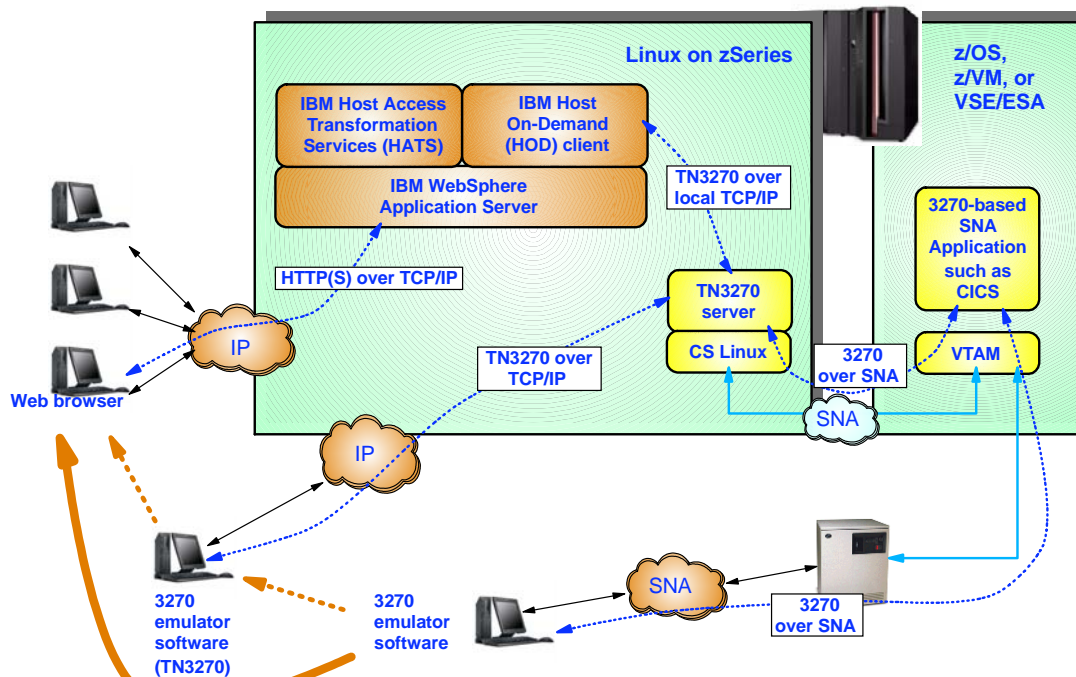 Linux on zSeries
z/OS,
z/VM, or
VSE/ESA
IBM Host Access
Transformation
Services (HATS)
IBM Host
On-Demand
(HOD) client
IBM WebSphere
Application Server
TN3270 over
local TCP/IP
3270-based
SNA
Application
such as
CICS
HTTP(S) over TCP/IP
TN3270
server
IP
TN3270 over
TCP/IP
CS Linux
3270
over SNA
VTAM
Web browser
SNA
IP
SNA
3270
emulator
software
(TN3270)
3270
emulator
software
3270
over SNA